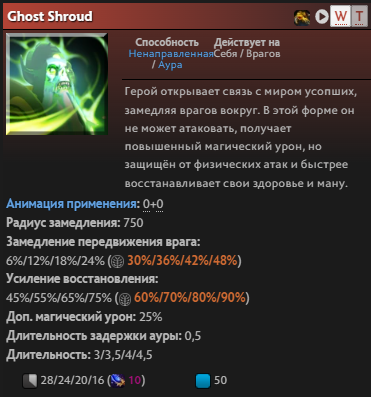 Ghost Shroud
W T
Способность
Действует на
Ненаправленная
Себя / Врагов
/ Аура
Герой открывает связь с миром усопших,
замедляя врагов вокруг. В этой форме он
не может атаковать, получает
повышенный магический урон, но
защищён от физических атак и быстрее
восстанавливает свои здоровье и ману.
Анимация применения: 0+0
Радиус замедления: 750
Замедление передвижения врага:
6%/12%/18%/24% (30%/36%/42%/48%)
Усиление восстановления:
45%/55%/65%/75% (60%/70%/80%/90%)
Доп. магический урон: 25%
Длительность задержки ауры: 0,5
Длительность: 3/3,5/4/4,5
28/24/20/16 (10) 50